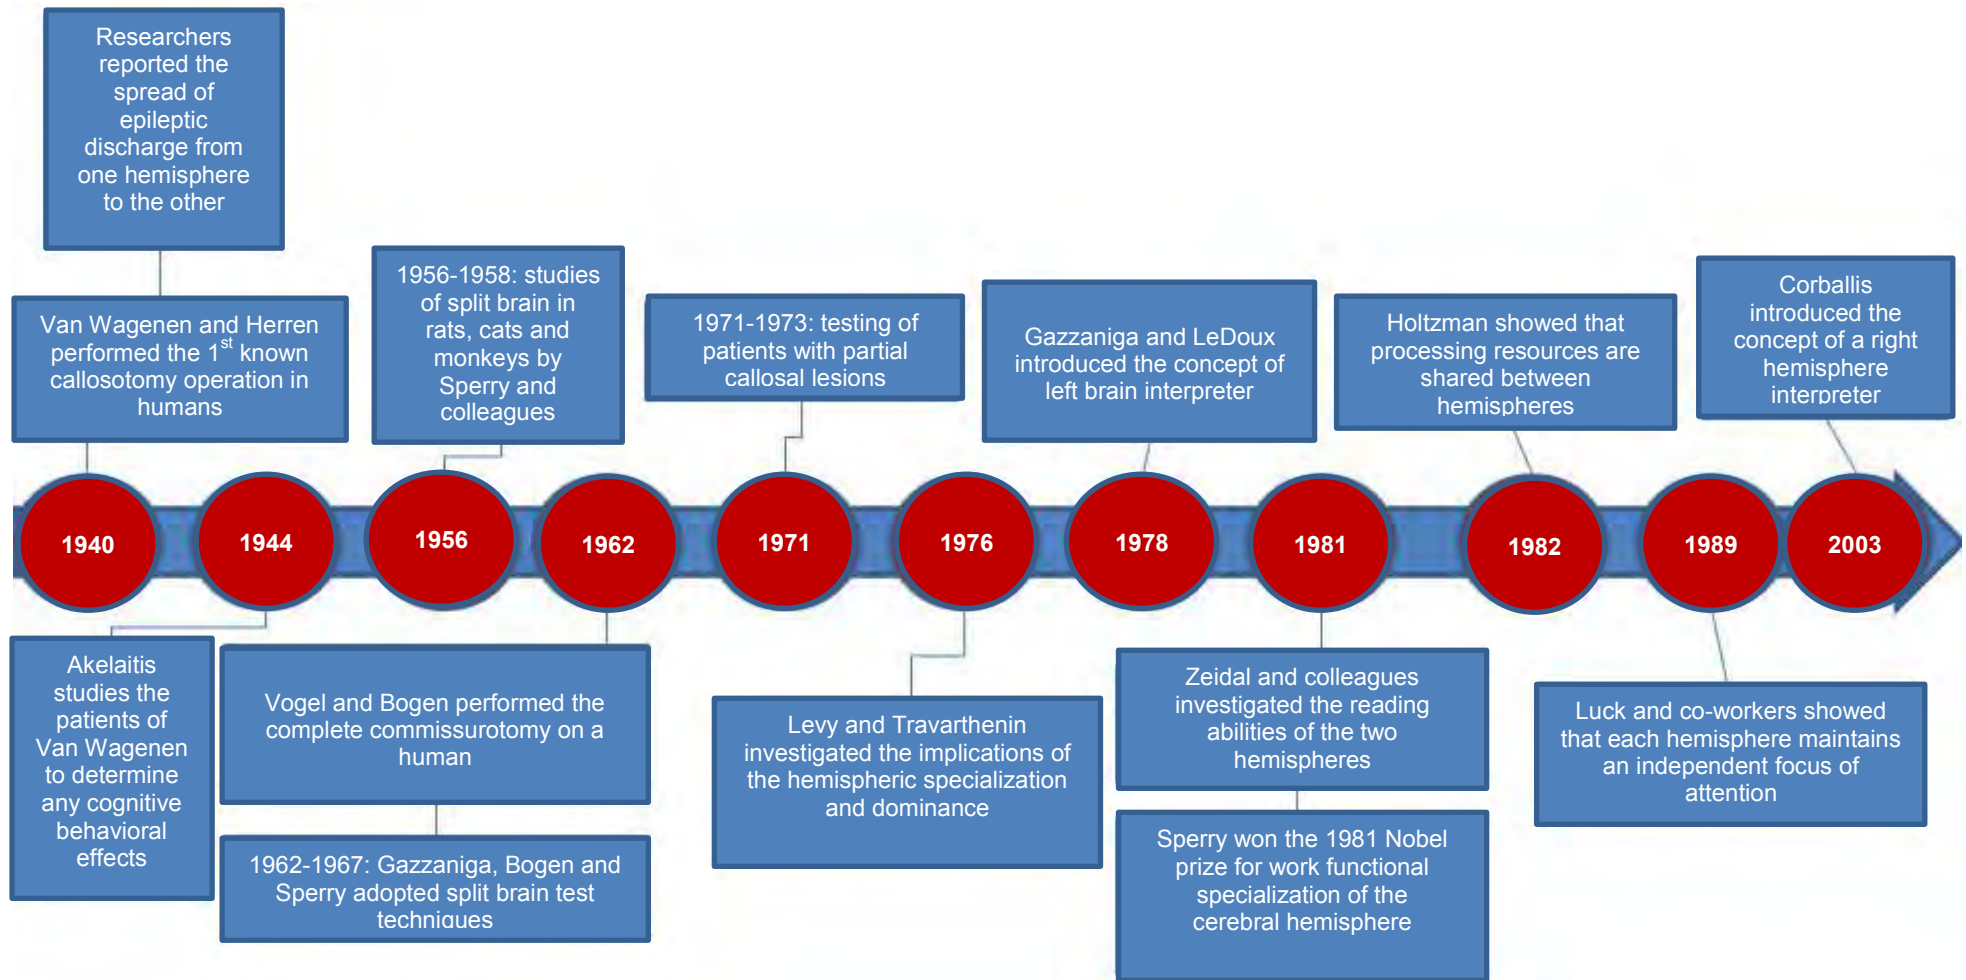 Researchers
reported the
spread of
epileptic
discharge from
one hemisphere
to the other
Van Wagenen and Herren
performed the 1st known
callosotomy operation in
humans
1956-1958: studies
of split brain in
rats, cats and
monkeys by
Sperry and
colleagues
1971-1973: testing of
patients with partial
callosal lesions
Gazzaniga and LeDoux
introduced the concept of
left brain interpreter
Holtzman showed that
processing resources are
shared between
hemispheres
Corballis
introduced the
concept of a right
hemisphere
interpreter
1940
1944
1956
1962
1971
1976
1978
1981
1982
1989
2003
Akelaitis
studies the
patients of
Van Wagenen
to determine
any cognitive
behavioral
effects
Vogel and Bogen performed the
complete commissurotomy on a
human
1962-1967: Gazzaniga, Bogen and
Sperry adopted split brain test
techniques
Levy and Travarthenin
investigated the implications of
the hemispheric specialization
and dominance
Zeidal and colleagues
investigated the reading
abilities of the two
hemispheres
Sperry won the 1981 Nobel
prize for work functional
specialization of the
cerebral hemisphere
Luck and co-workers showed
that each hemisphere maintains
an independent focus of
attention